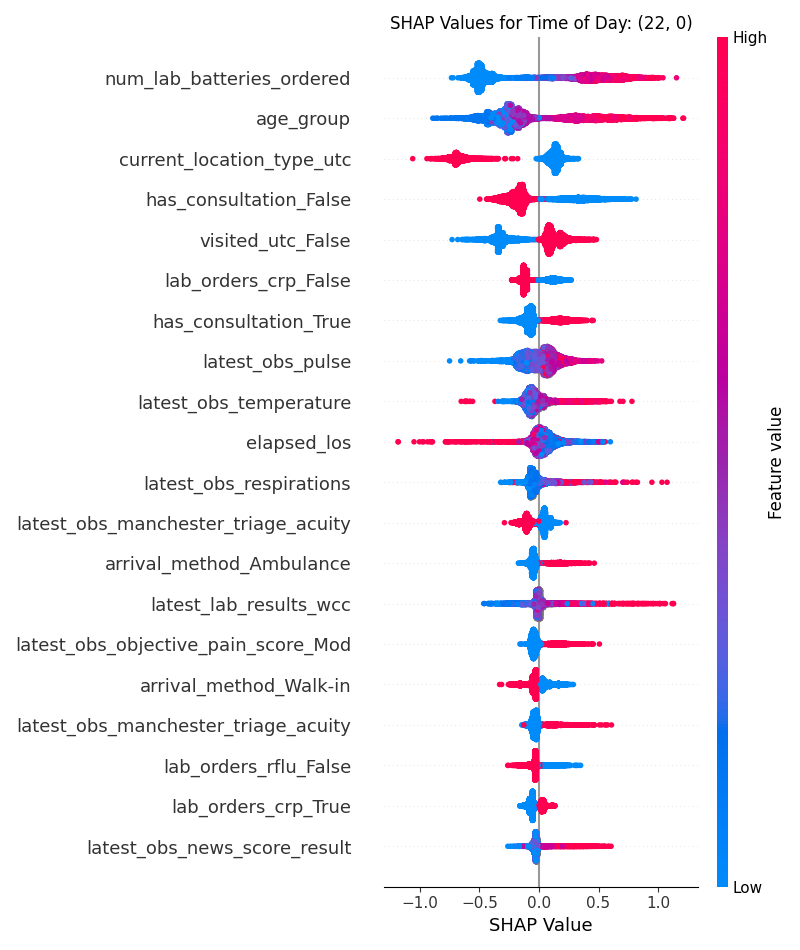 SHAP Values for Time of Day: (22, 0)
High
num_lab_batteries_ordered
age_group
current_location_type_utc
has_consultation_False
visited_utc_False
lab_orders_crp_False
has_consultation_True
latest_obs_pulse
latest_obs_temperature
elapsed_los
latest_obs_respirations
latest_obs_manchester_triage_acuity
arrival_method_Ambulance
latest_lab_results_wcc
latest_obs_objective_pain_score_Mod
arrival_method_Walk-in
latest_obs_manchester_triage_acuity
lab_orders_rflu_False
lab_orders_crp_True
latest_obs_news_score_result
Feature value
Low
−1.0 −0.5 0.0 0.5 1.0
SHAP Value